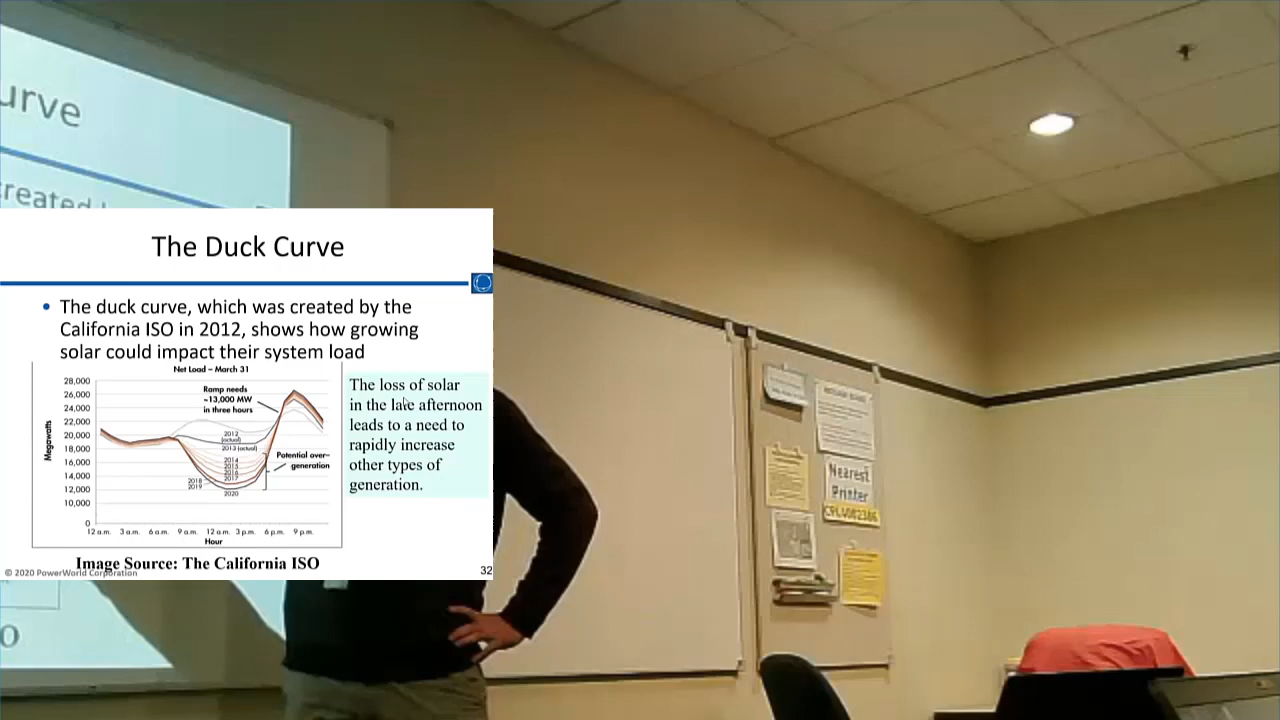 urve
created
The Duck Curve
• The duck curve, which was created by the
California ISO in 2012, shows how growing
solar could impact their system load
Net Load – March 31
28,000
26,000
24,000
22,000
20,000
18,000
16,000
14,000
12,000
10,000
0
Megawatts
Ramp needs
~13,000 MW
in three hours
2012
(actual)
2013 (actual)
2014
2015
2016
2017
2018
2019
2020
Potential over-
generation
12 a.m. 3 a.m. 6 a.m. 9 a.m. 12 a.m. 3 p.m. 6 p.m. 9 p.m.
Hour
The loss of solar
in the late afternoon
leads to a need to
rapidly increase
other types of
generation.
Image Source: The California ISO
© 2020 PowerWorld Corporation
32
Nearest
Printer
O